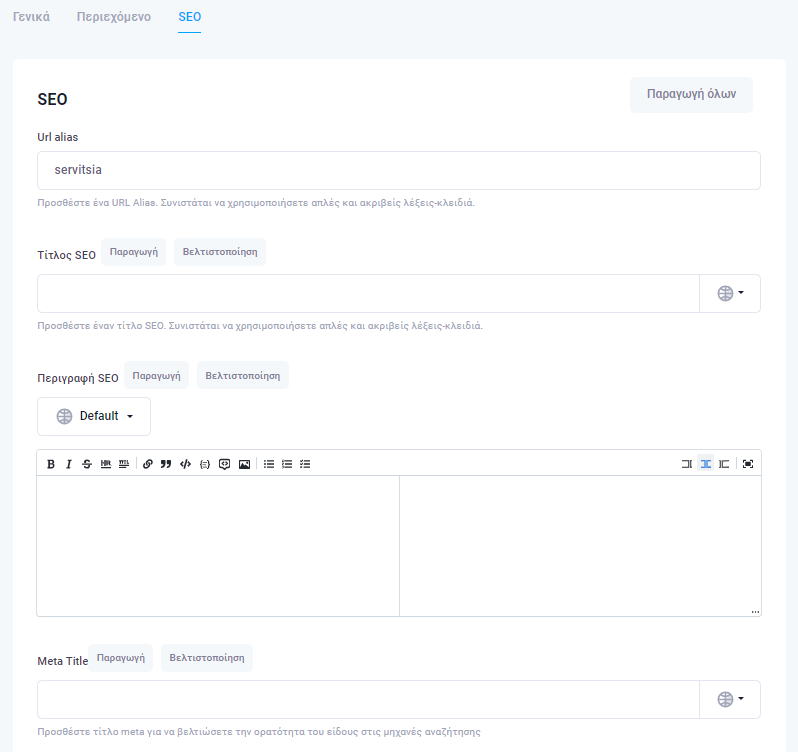 Γενικά Περιεχόμενο SEO
SEO Παραγωγή όλων
Url alias
servitsia
Προσθέστε ένα URL Alias. Συνιστάται να χρησιμοποιήσετε απλές και ακριβείς λέξεις-κλειδιά.
Τίτλος SEO Παραγωγή Βελτιστοποίηση
Προσθέστε έναν τίτλο SEO. Συνιστάται να χρησιμοποιήσετε απλές και ακριβείς λέξεις-κλειδιά.
Περιγραφή SEO Παραγωγή Βελτιστοποίηση
Default
Meta Title Παραγωγή Βελτιστοποίηση
Προσθέστε τίτλο meta για να βελτιώσετε την ορατότητα του είδους στις μηχανές αναζήτησης